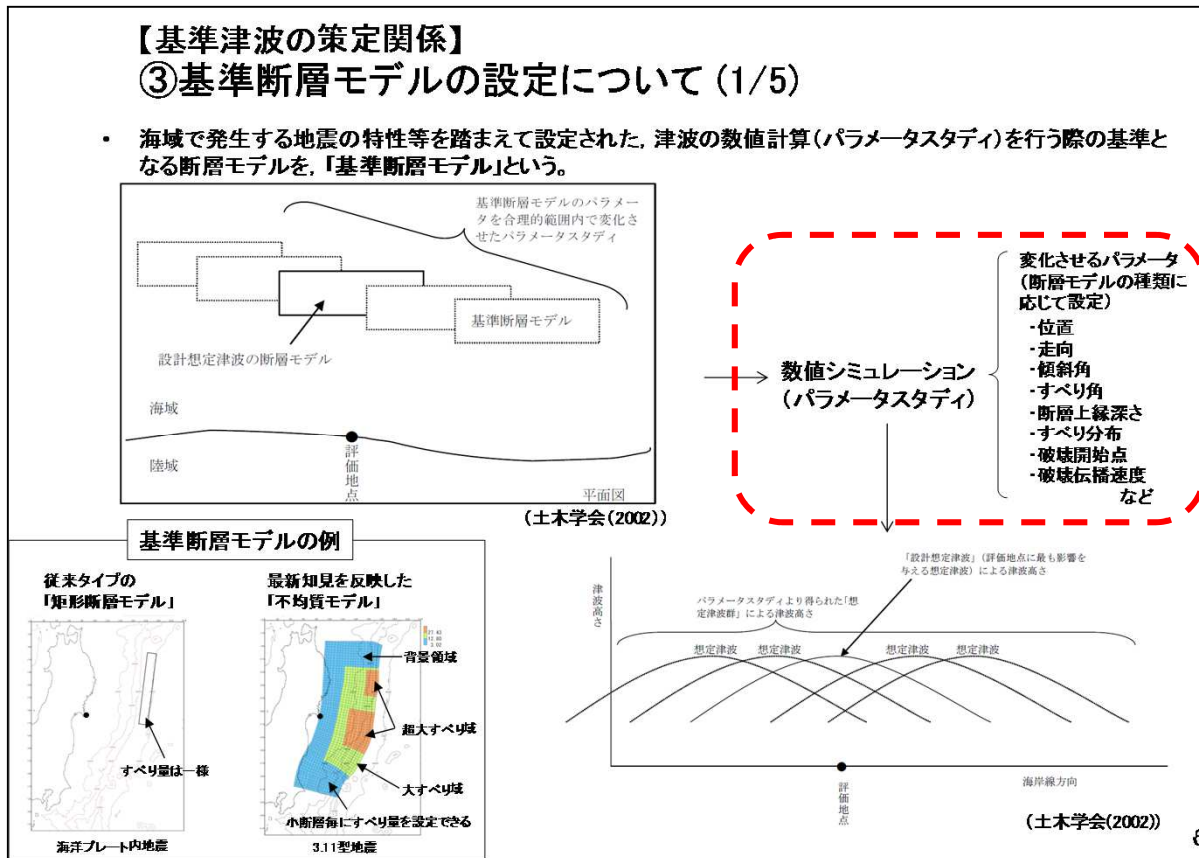 【基準津波の策定関係】
③基準断層モデルの設定について(1/5)
・ 海域で発生する地震の特性等を踏まえて設定された,津波の数値計算(パラメータスタディ)を行う際の基準と
なる断層モデルを,「基準断層モデル」という。
基準断層モデルのパラメー
タを合理的範囲内で変化さ
せたパラメータスタディ
基準断層モデル
設計想定津波の断層モデル
海域
陸域
評価地点
平面図
(土木学会(2002))
数値シミュレーション
(パラメータスタディ)
変化させるパラメータ
(断層モデルの種類に
応じて設定)
・位置
・走向
・傾斜角
・すべり角
・断層上縁深さ
・すべり分布
・破壊開始点
・破壊伝播速度
など
基準断層モデルの例
従来タイプの
「矩形断層モデル」
すべり量は一様
海洋プレート内地震
最新知見を反映した
「不均質モデル」
背景領域
超大すべり域
大すべり域
小断層毎にすべり量を設定できる
3.11型地震
津波高さ
「設計想定津波」(評価地点に最も影響を
与える想定津波)による津波高さ
パラメータスタディより得られた「想
定津波群」による津波高さ
想定津波
想定津波
想定津波
想定津波
評価地点
海岸線方向
(土木学会(2002))